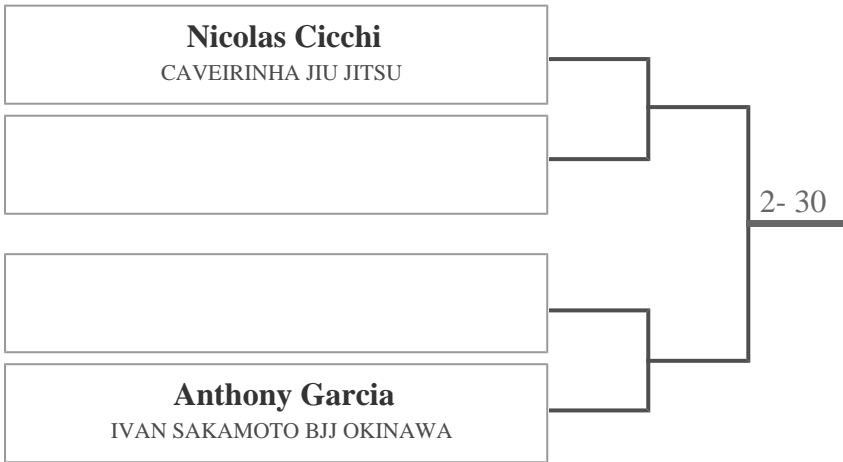 Nicolas Cicchi
CAVEIRINHA JIU JITSU
2- 30
Anthony Garcia
IVAN SAKAMOTO BJJ OKINAWA